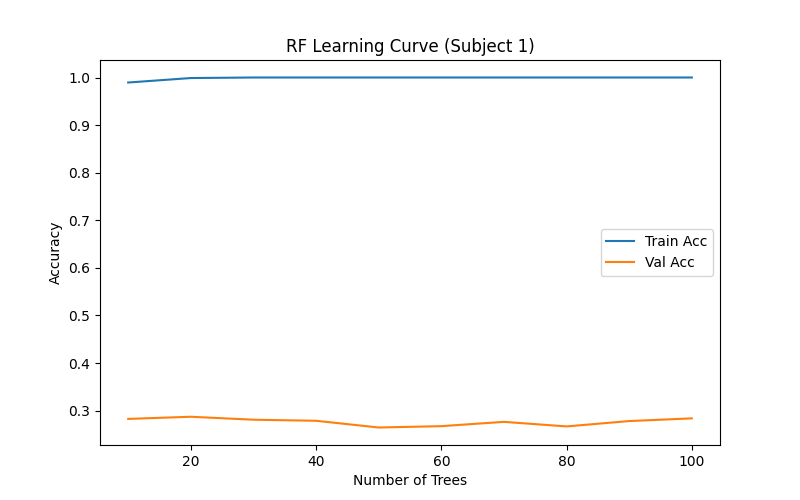 RF Learning Curve (Subject 1)
1.0
0.9
0.8
0.7
0.6
0.5
0.4
0.3
Accuracy
Train Acc
Val Acc
20 40 60 80 100
Number of Trees